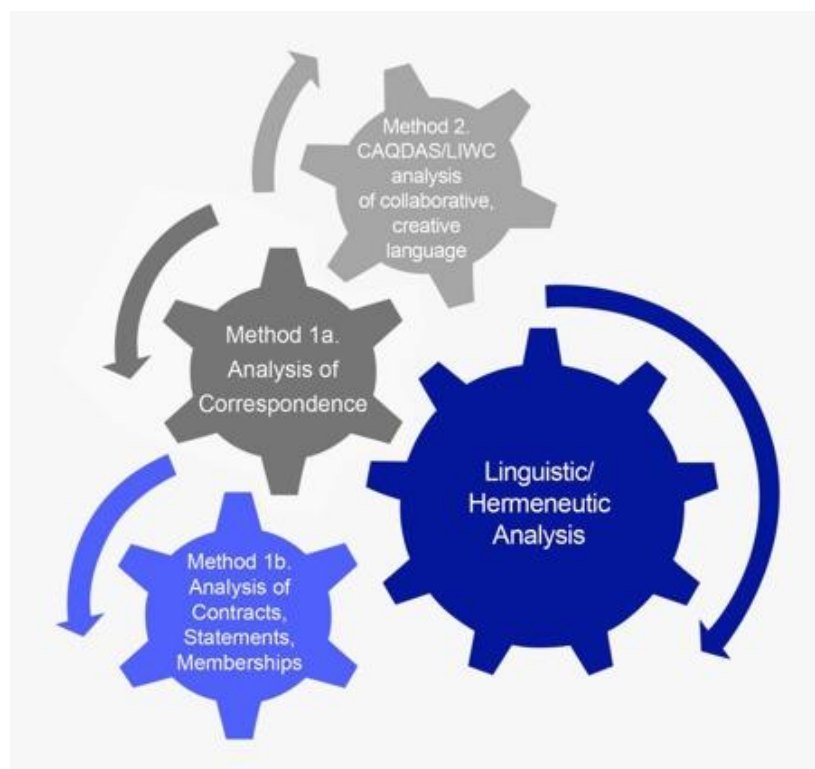 Method 2.
CAQDAS/LIWC
analysis
of collaborative,
creative
language
Method 1a.
Analysis of
Correspondence
Linguistic/
Hermeneutic
Analysis
Method 1b.
Analysis of
Contracts,
Statements,
Memberships